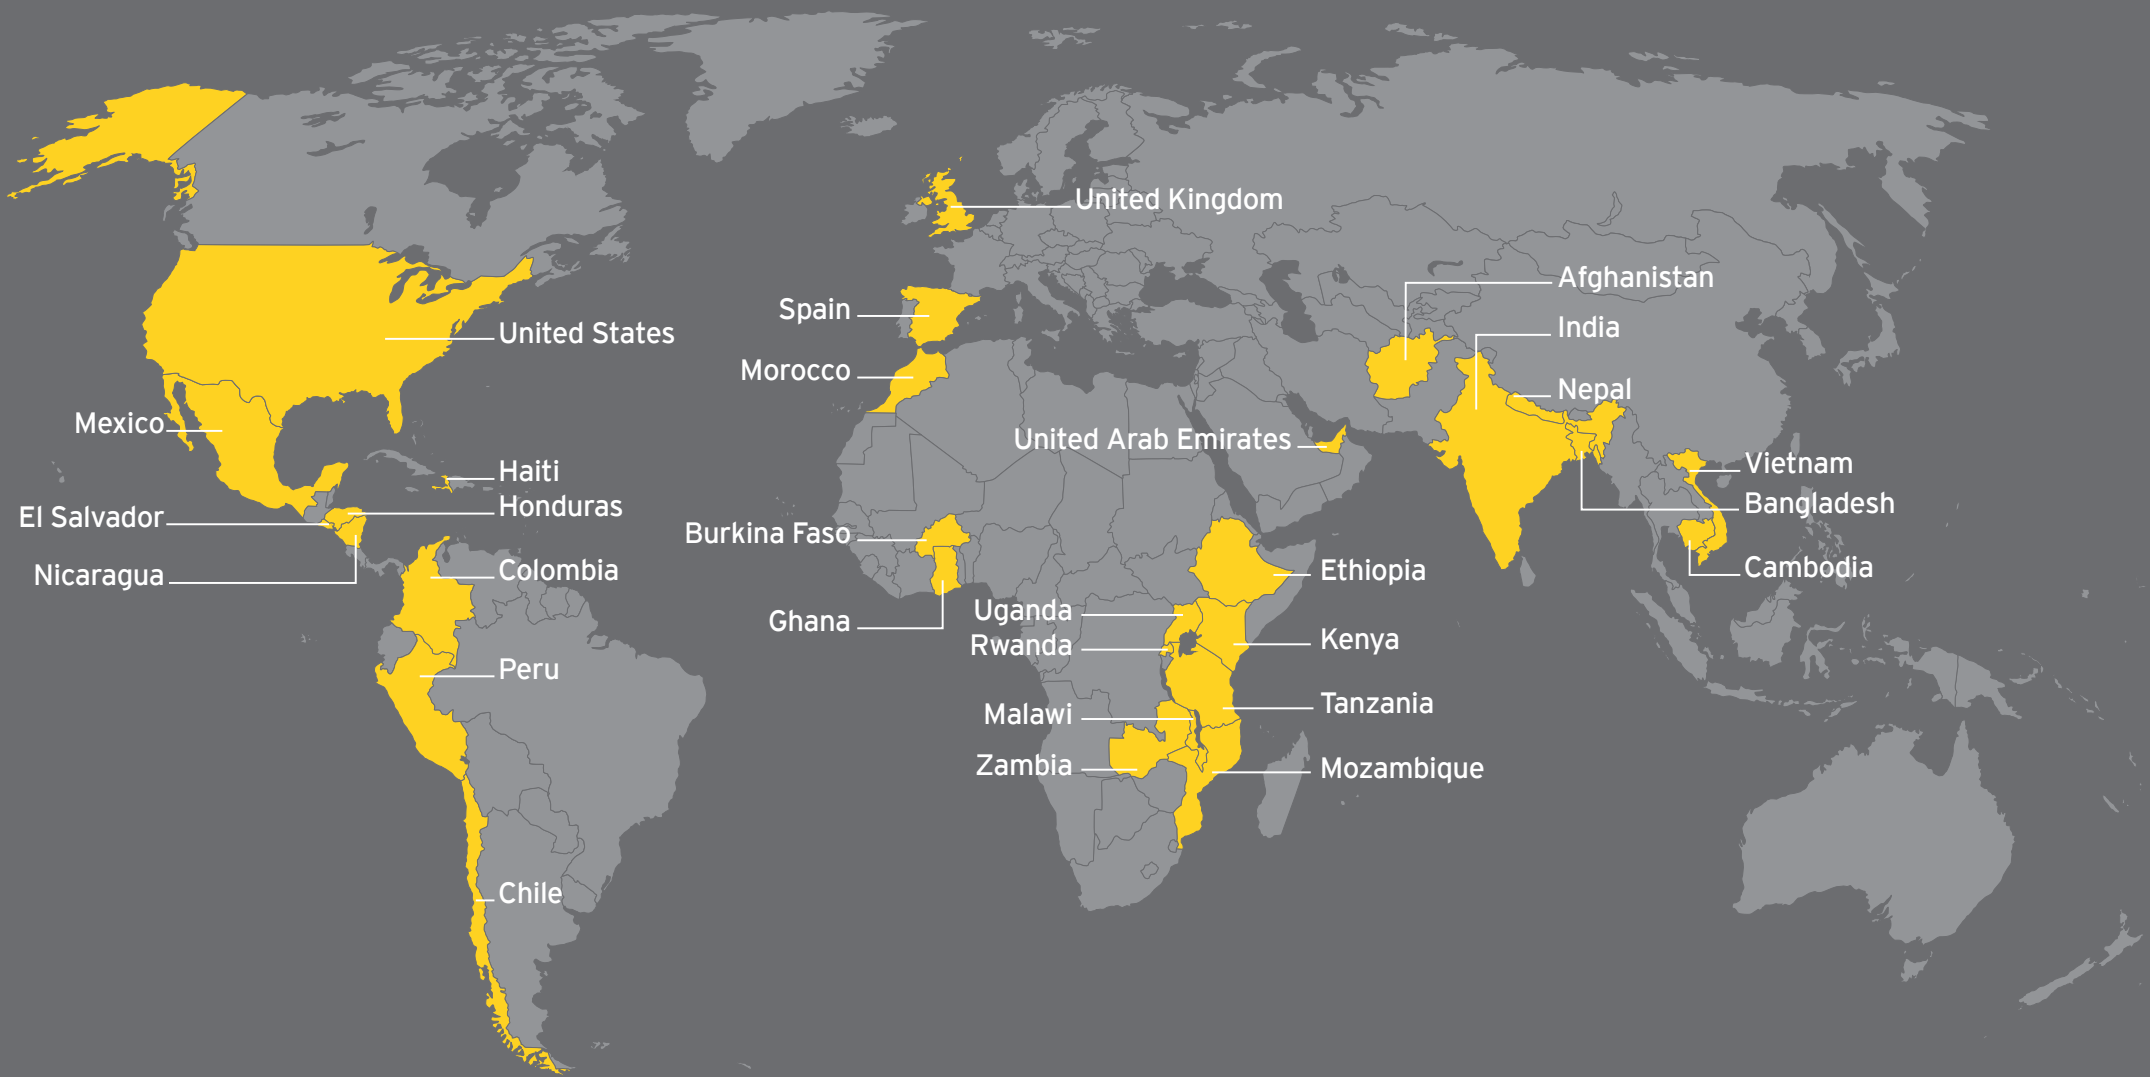 United States
Mexico
Haiti
Honduras
El Salvador
Nicaragua
Colombia
Peru
Chile
United Kingdom
Spain
Morocco
United Arab Emirates
Burkina Faso
Ghana
Ethiopia
Uganda
Rwanda
Kenya
Malawi
Tanzania
Zambia
Mozambique
Afghanistan
India
Nepal
Vietnam
Bangladesh
Cambodia